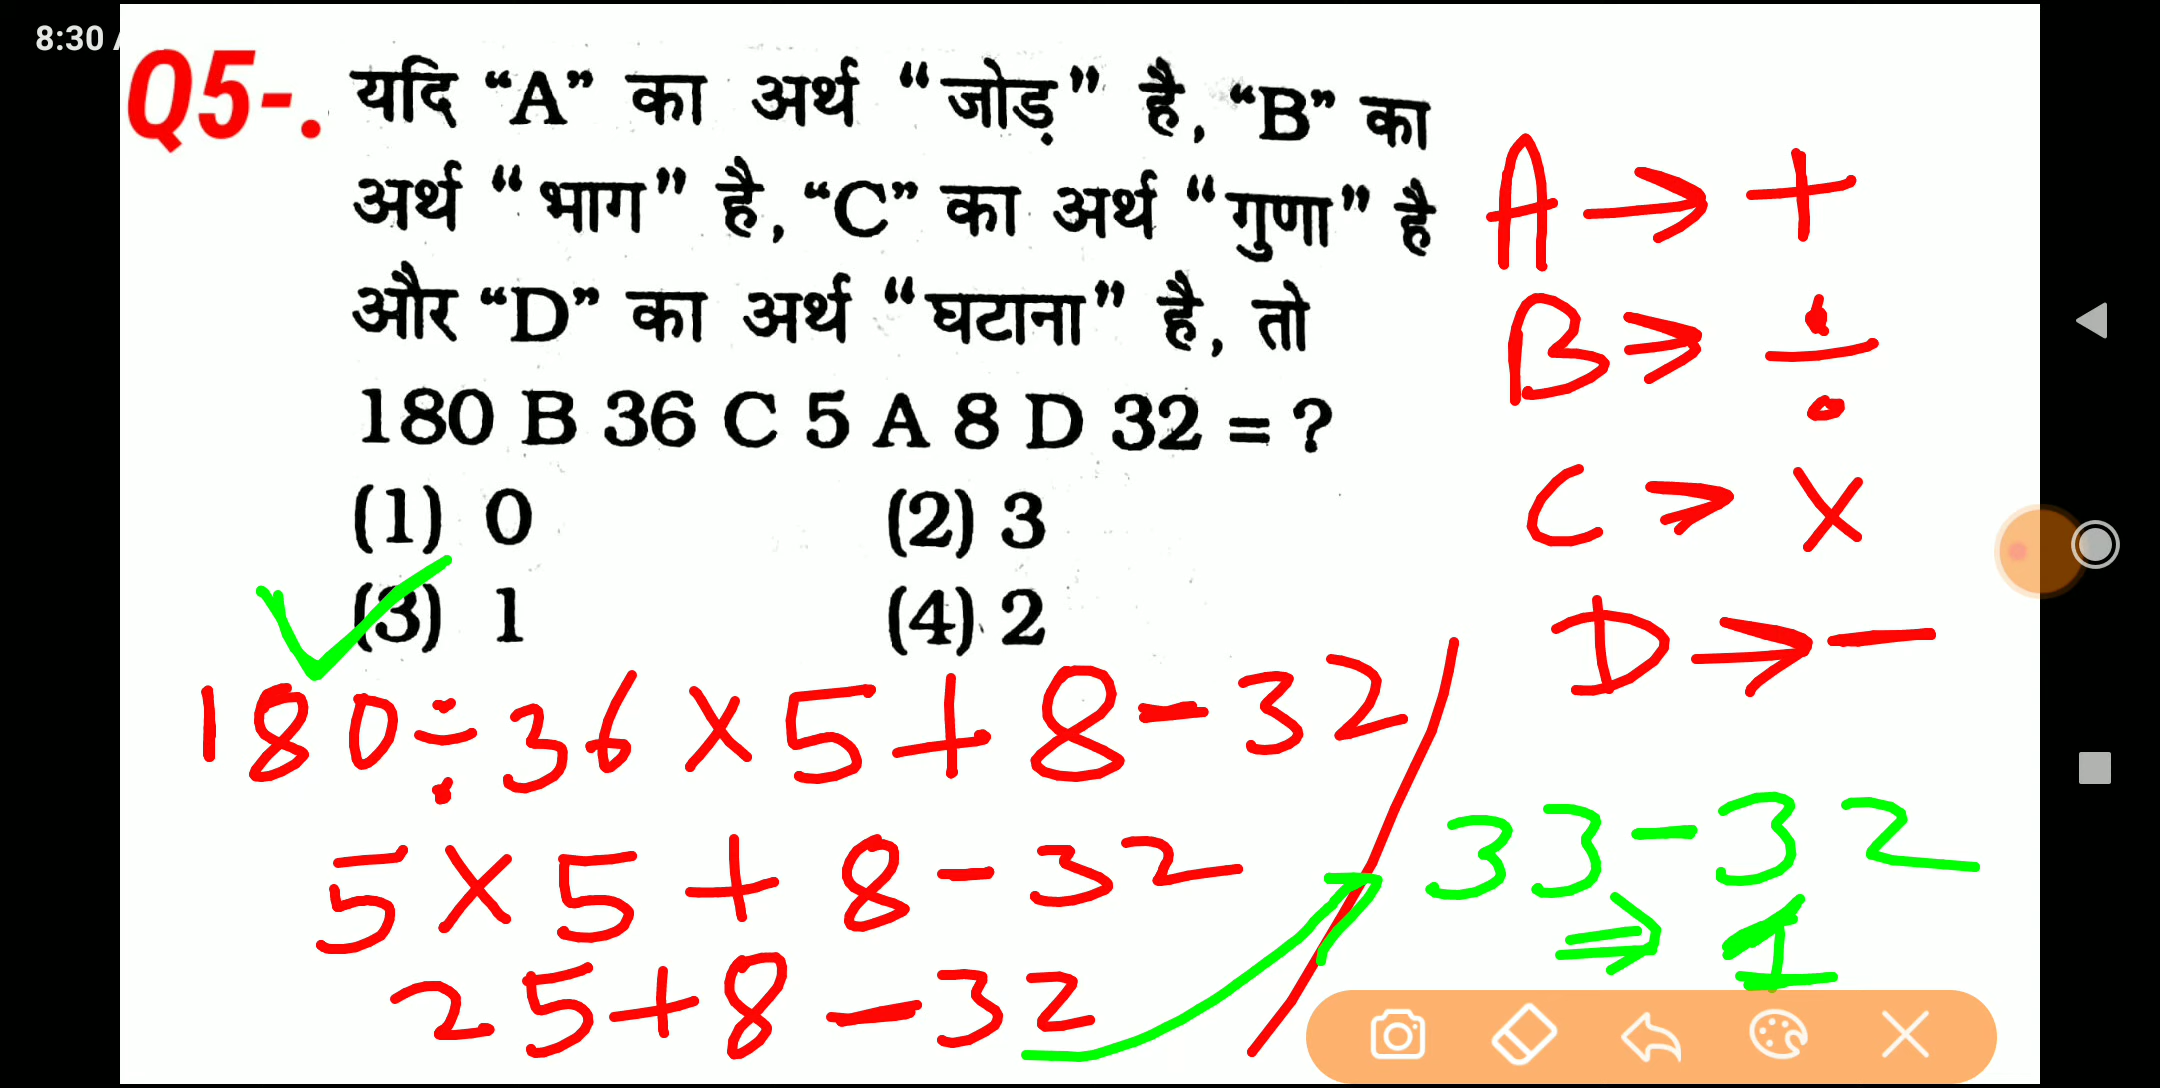 8:30
Q5-. यदि “A” का अर्थ “जोड़” है, “B” का
अर्थ “भाग” है, “C” का अर्थ “गुणा” है
और “D” का अर्थ “घटाना” है, तो
180 B 36 C 5 A 8 D 32 = ?
(1) 0 (2) 3
(3) 1 (4) 2
A → +
B ⇒ ÷
C ⇒ ×
D → −
180 ÷ 36 × 5 + 8 - 32
5 × 5 + 8 - 32
25 + 8 - 32
33 - 32
⇒ 1